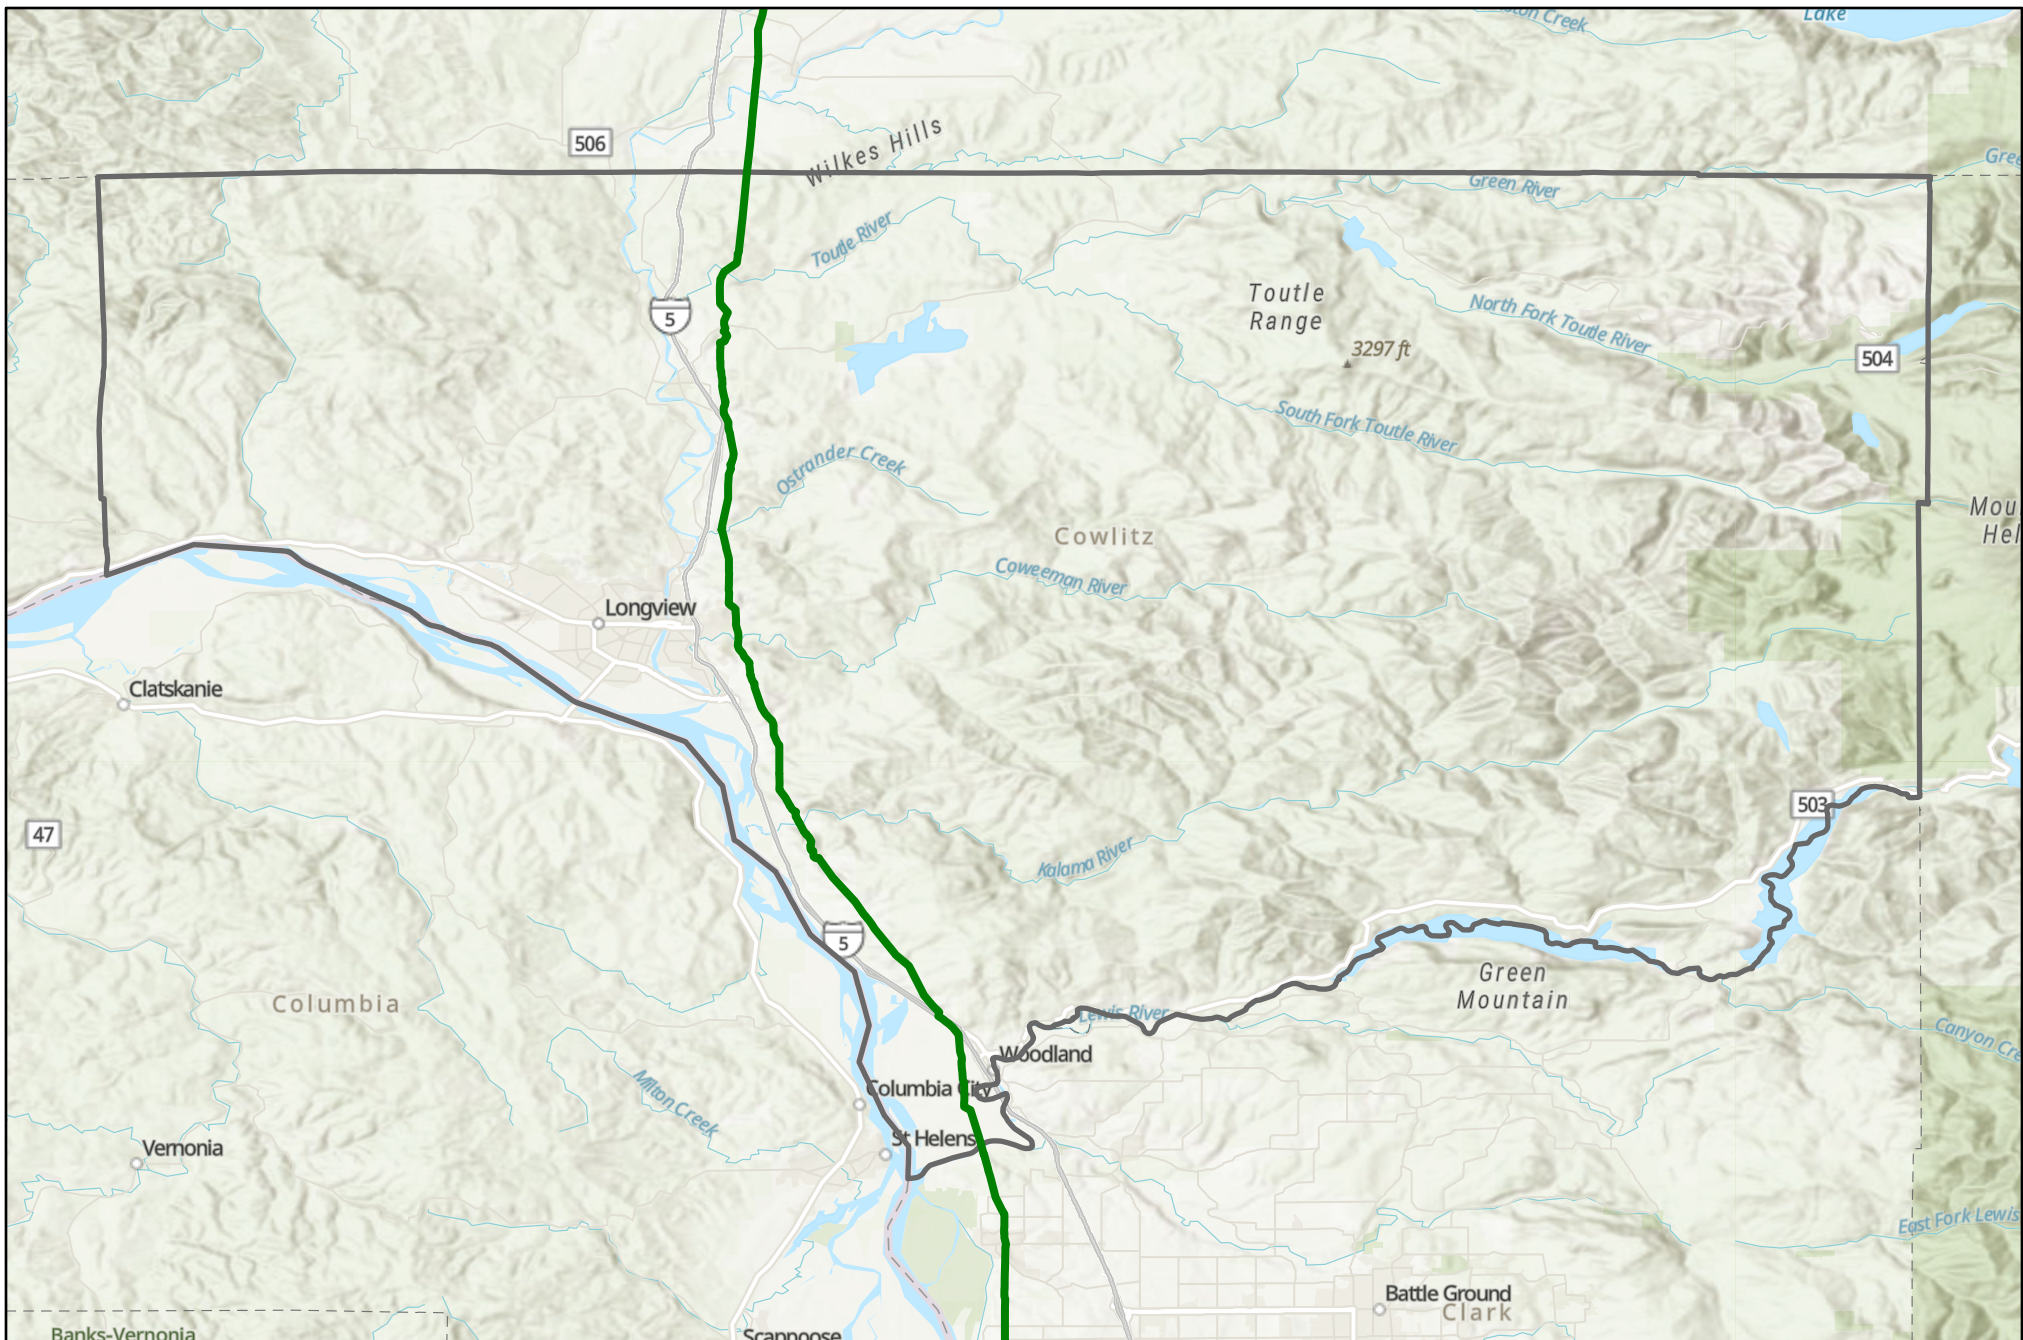 Lake
506
Wilkes Hills
Green River
Toutle River
Toutle
Range
North Fork Toutle River
5
3297 ft
504
South Fork Toutle River
Ostrander Creek
Cowlitz
Coweeman River
Longview
Clatskanie
503
47
Kalama River
5
Green
Mountain
Columbia
Lewis River
Woodland
Columbia City
Milton Creek
St Helens
Vernonia
Canyon Cre
East Fork Lewis
Battle Ground
Clark
Banks-Vernonia
Scappoose